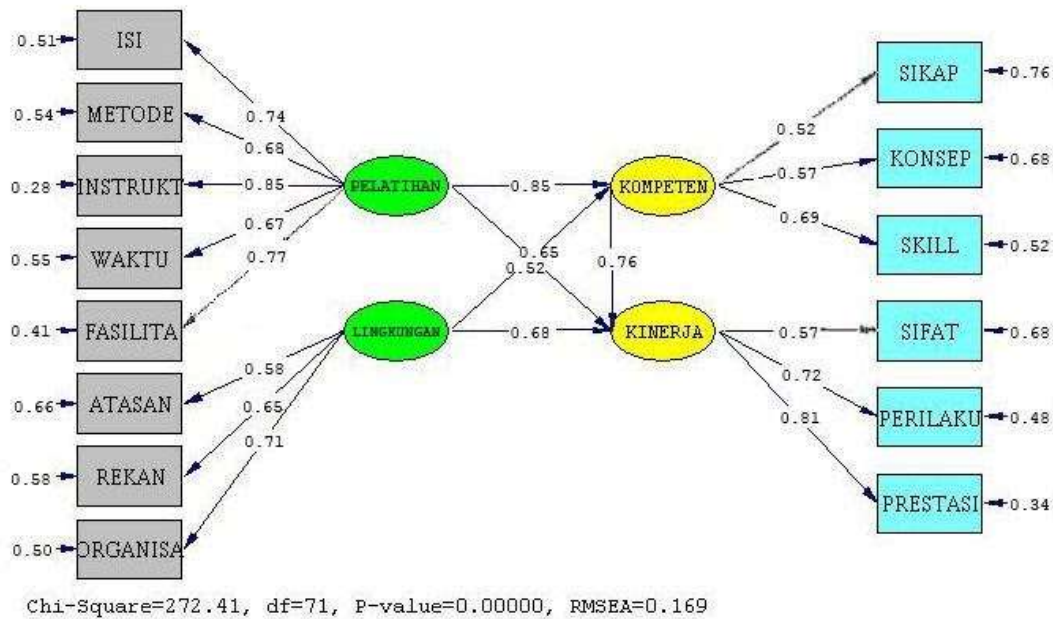 0.51
ISI
0.54
METODE
0.28
INSTRUKT
0.55
WAKTU
0.41
FASILITA
0.66
ATASAN
0.58
REKAN
0.50
ORGANISA
0.74
0.68
0.85
0.67
0.77
0.58
0.65
0.71
PELATIHAN
LINGKUNGAN
0.85
0.65
0.52
0.76
0.68
KOMPETEN
KINERJA
0.52
0.57
0.69
0.57
0.72
0.81
SIKAP
0.76
KONSEP
0.68
SKILL
0.52
SIFAT
0.68
PERILAKU
0.48
PRESTASI
0.34
Chi-Square=272.41, df=71, P-value=0.00000, RMSEA=0.169